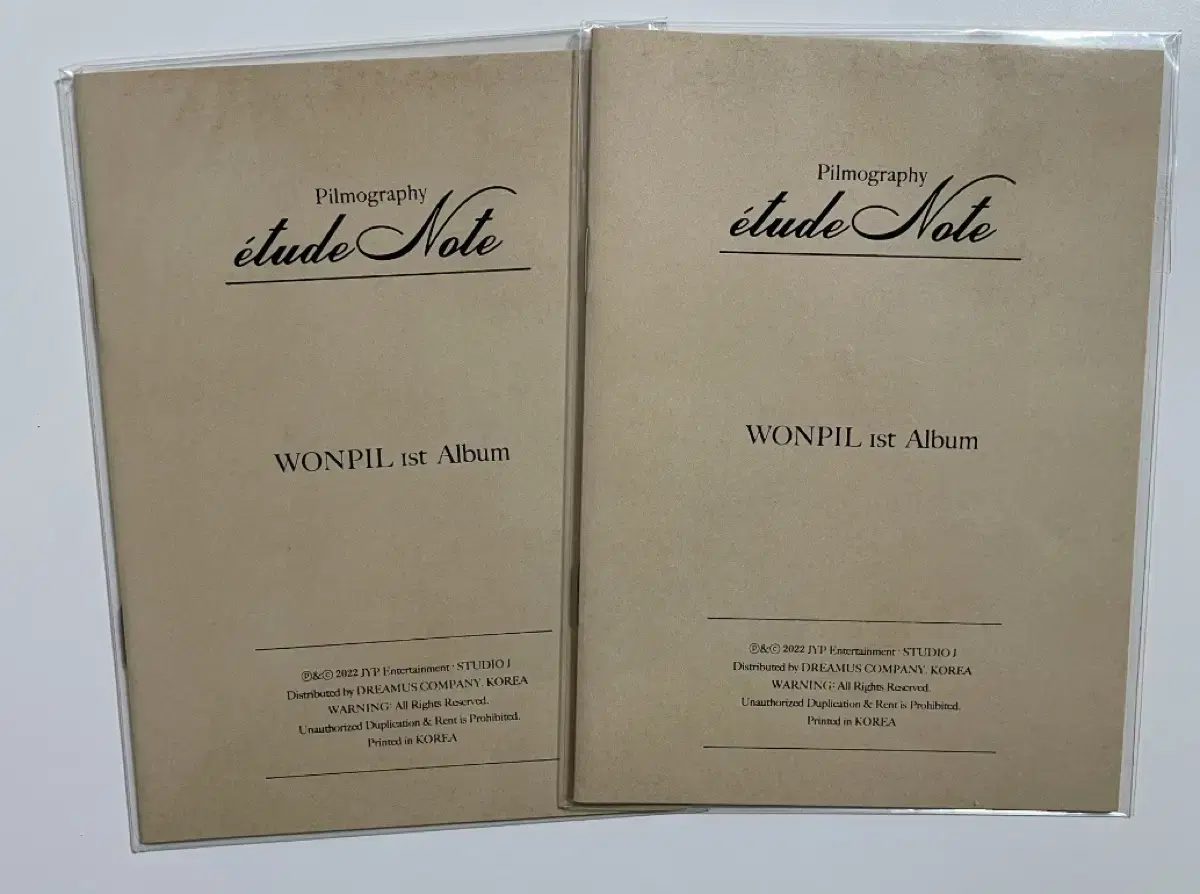 Pilmography
étude Note
WONPIL 1st Album
℗&© 2022 JYP Entertainment · STUDIO J
Distributed by DREAMUS COMPANY. KOREA
WARNING: All Rights Reserved.
Unauthorized Duplication & Rent is Prohibited.
Printed in KOREA
Pilmography
étude Note
WONPIL 1st Album
℗&© 2022 JYP Entertainment · STUDIO J
Distributed by DREAMUS COMPANY. KOREA
WARNING: All Rights Reserved.
Unauthorized Duplication & Rent is Prohibited.
Printed in KOREA